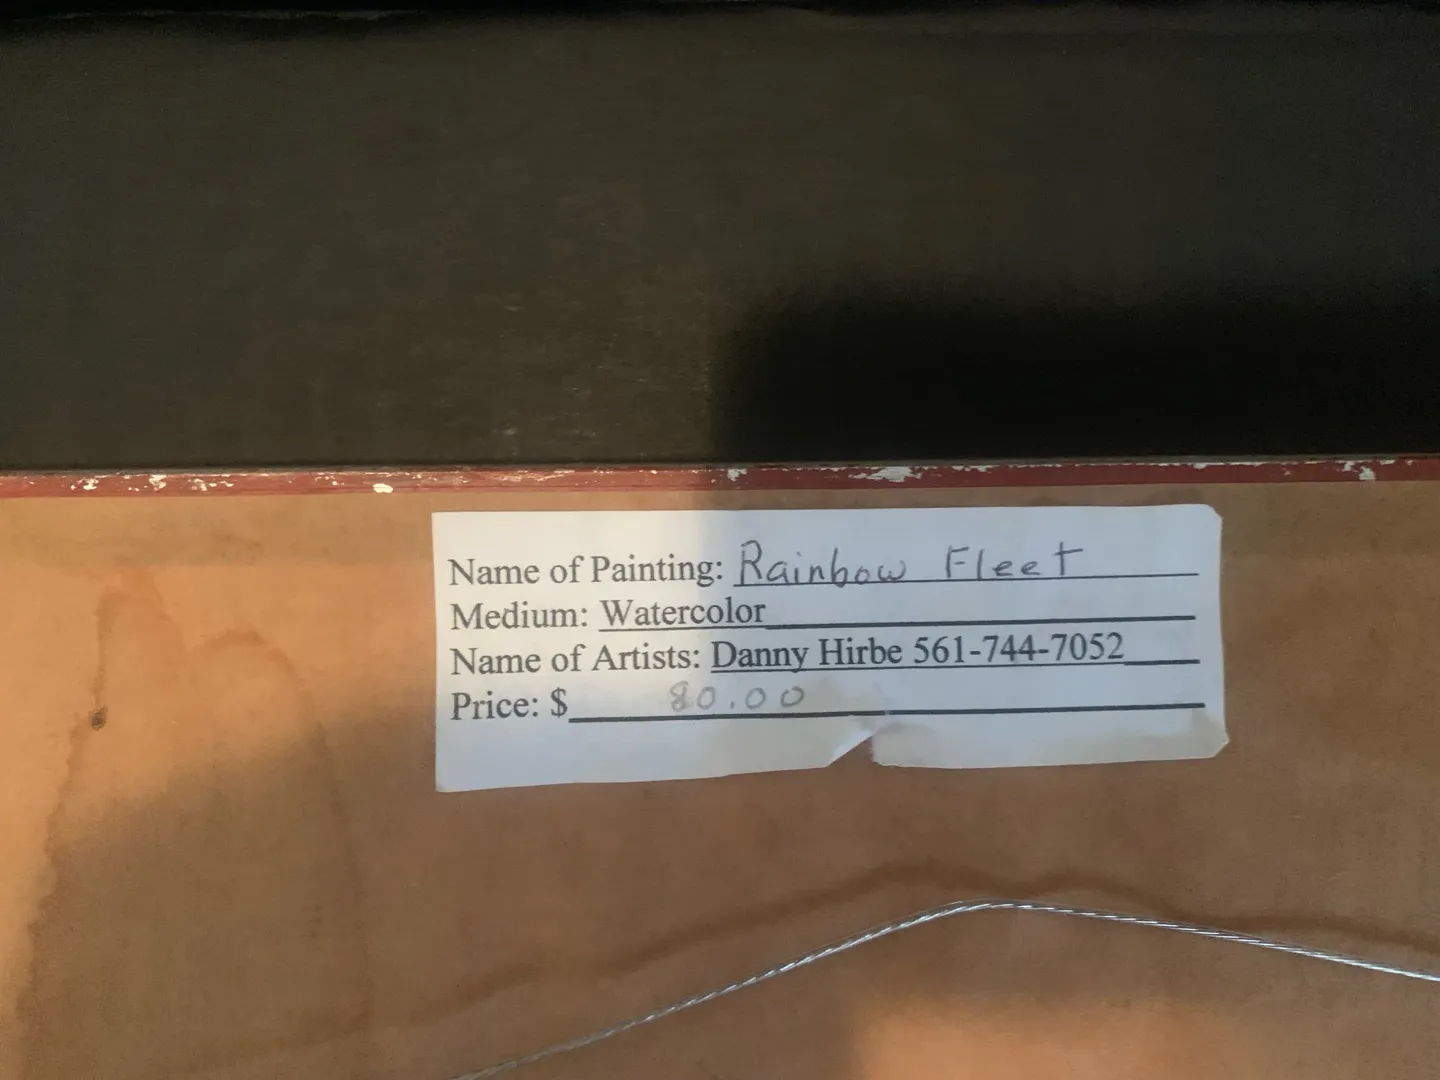 Name of Painting: Rainbow Fleet
Medium: Watercolor
Name of Artists: Danny Hirbe 561-744-7052
Price: $ 80.00